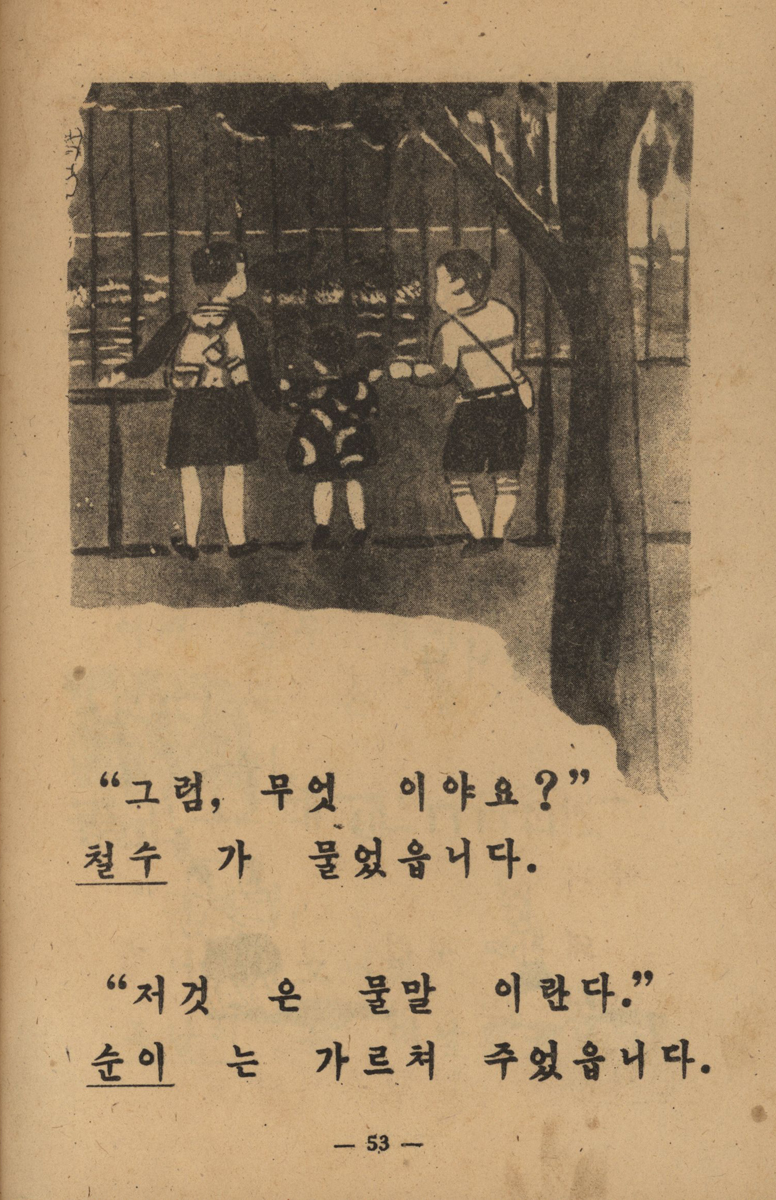 “그럼, 무엇 이야요?”
철수 가 물었읍니다.
“저것 은 물말 이란다.”
순이 는 가르쳐 주었읍니다.
— 53 —